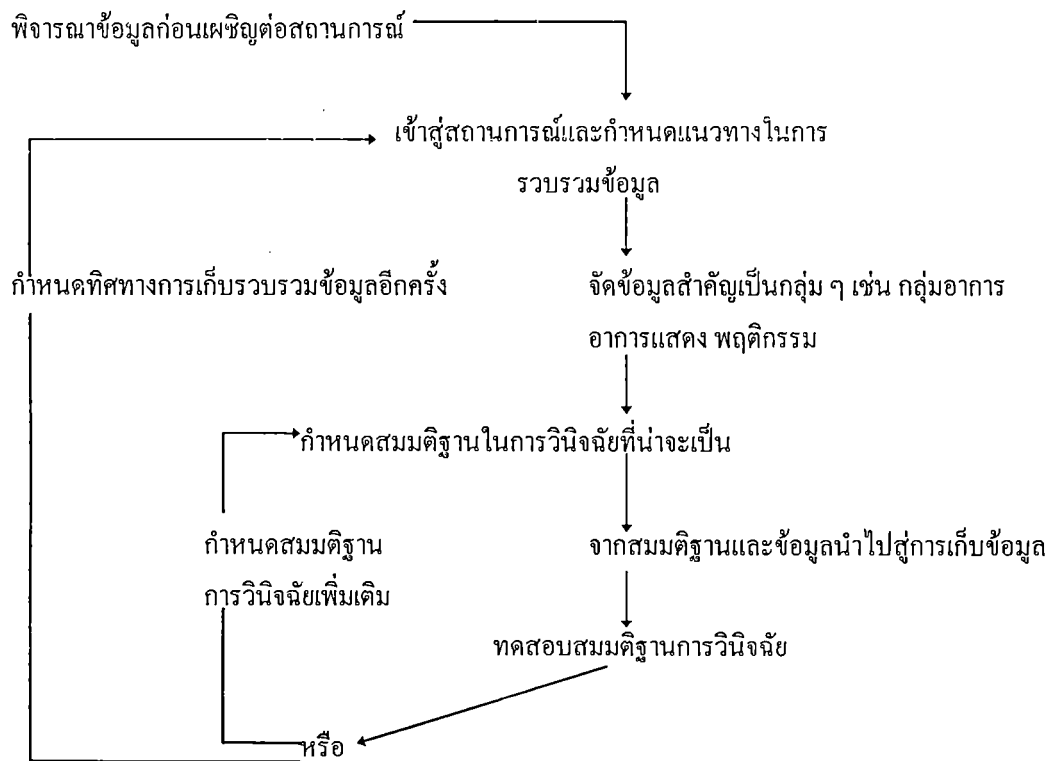 พิจารณาข้อมูลก่อนเผชิญต่อสถานการณ์
เข้าสู่สถานการณ์และกำหนดแนวทางในการ
รวบรวมข้อมูล
กำหนดทิศทางการเก็บรวบรวมข้อมูลอีกครั้ง
จัดข้อมูลสำคัญเป็นกลุ่ม ๆ เช่น กลุ่มอาการ
อาการแสดง พฤติกรรม
กำหนดสมมติฐานในการวินิจฉัยที่น่าจะเป็น
กำหนดสมมติฐาน
การวินิจฉัยเพิ่มเติม
จากสมมติฐานและข้อมูลนำไปสู่การเก็บข้อมูล
ทดสอบสมมติฐานการวินิจฉัย
หรือ